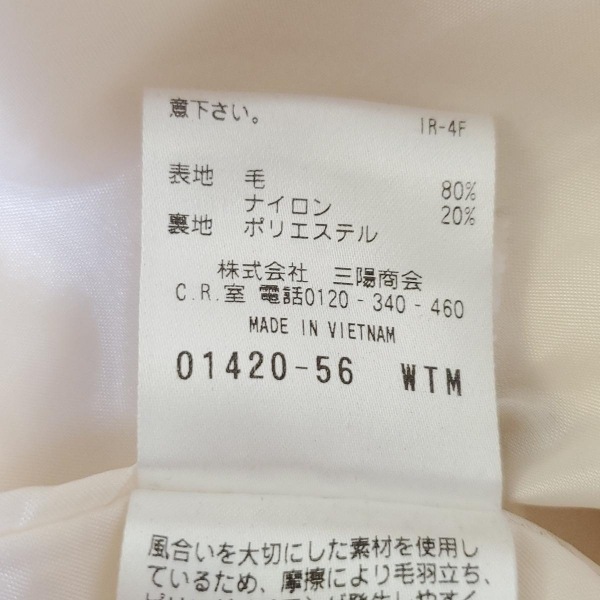 意下さい。
IR-4F
表地 毛 80%
ナイロン 20%
裏地 ポリエステル
株式会社 三陽商会
C.R.室 電話0120-340-460
MADE IN VIETNAM
01420-56 WTM
風合いを大切にした素材を使用し
ているため、摩擦により毛羽立ち、